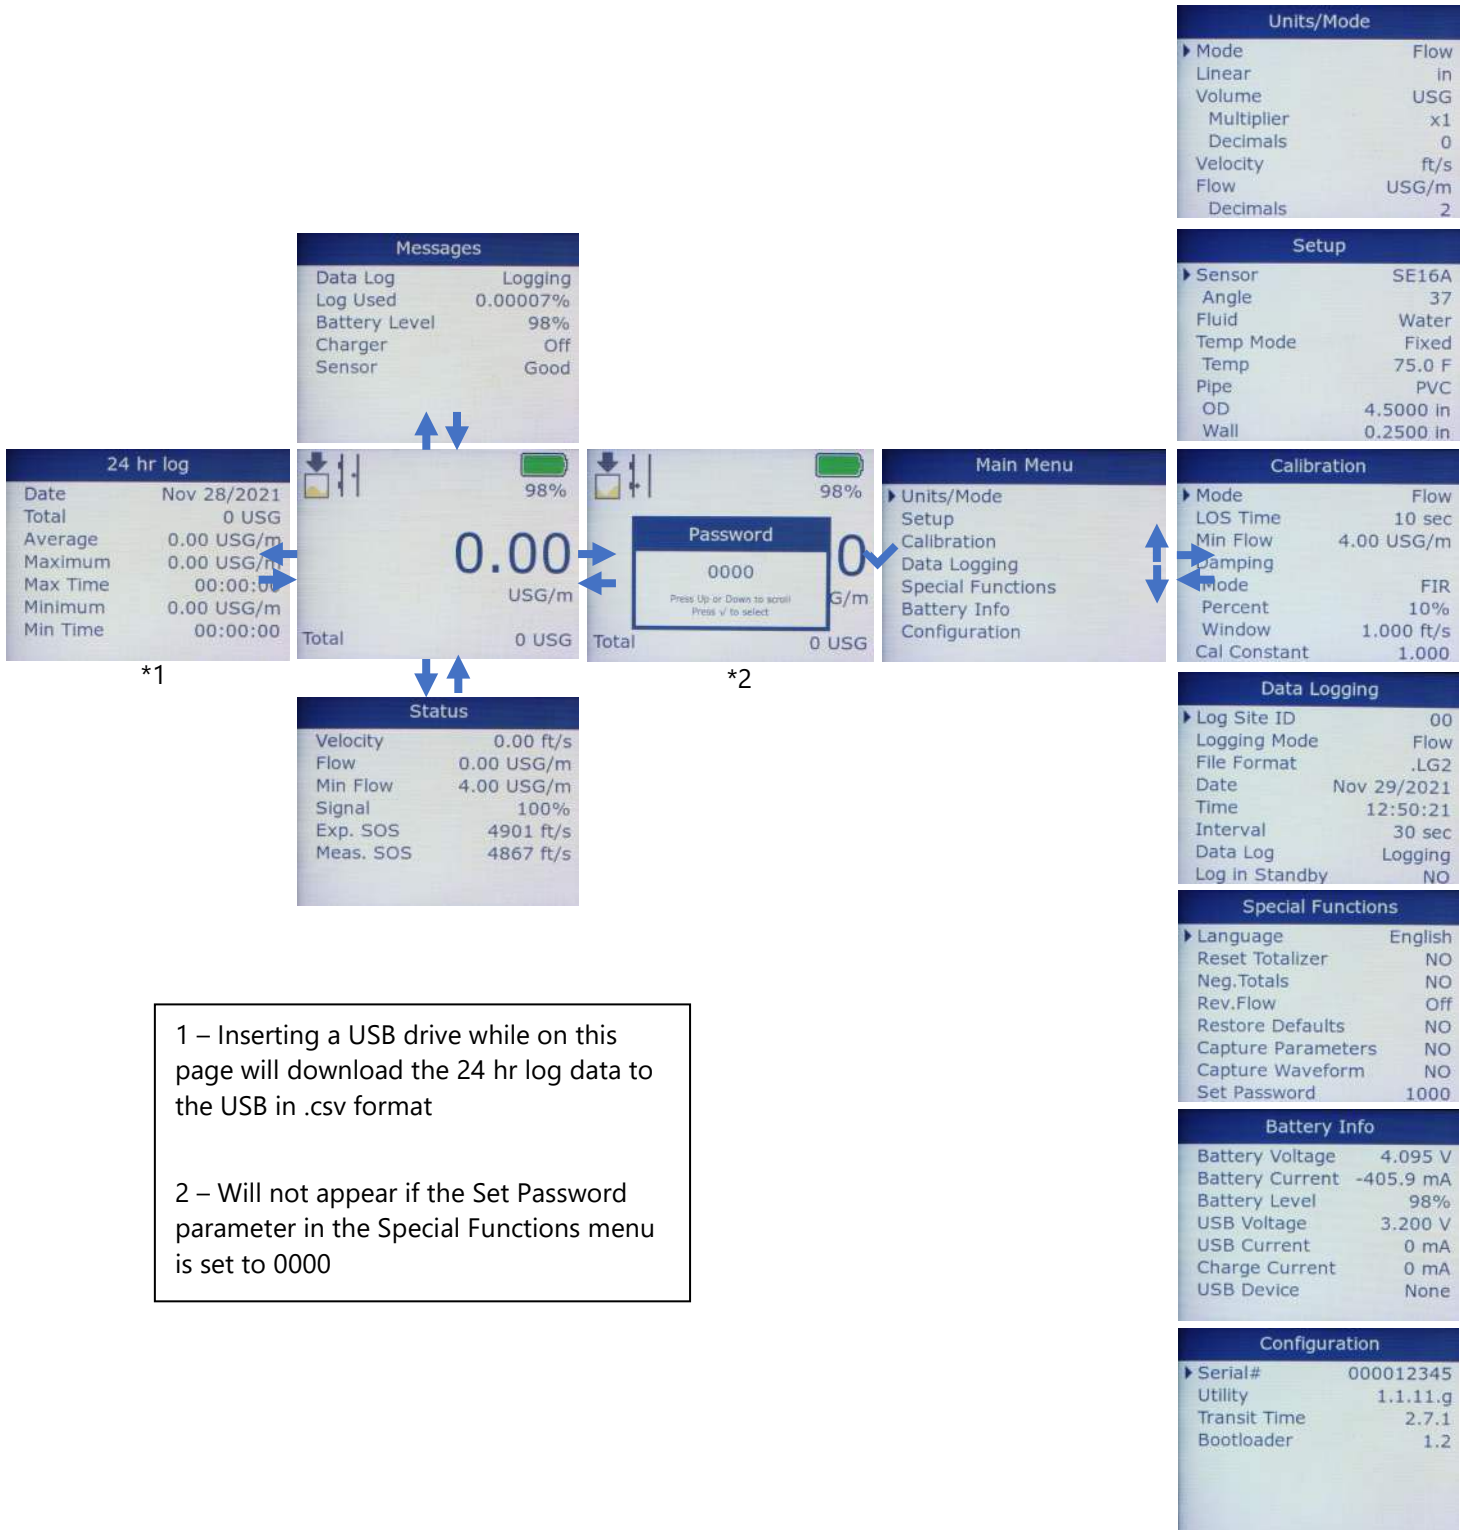 Units/Mode
Mode Flow
Linear in
Volume USG
Multiplier x1
Decimals 0
Velocity ft/s
Flow USG/m
Decimals 2
Messages
Data Log Logging
Log Used 0.00007%
Battery Level 98%
Charger Off
Sensor Good
Setup
Sensor SE16A
Angle 37
Fluid Water
Temp Mode Fixed
Temp 75.0 F
Pipe PVC
OD 4.5000 in
Wall 0.2500 in
24 hr log
Date Nov 28/2021
Total 0 USG
Average 0.00 USG/m
Maximum 0.00 USG/m
Max Time 00:00:00
Minimum 0.00 USG/m
Min Time 00:00:00
*1
98%
0.00
USG/m
Total 0 USG
98%
Password
0000
Press Up or Down to scroll
Press √ to select
0
G/m
Total 0 USG
*2
Main Menu
Units/Mode
Setup
Calibration
Data Logging
Special Functions
Battery Info
Configuration
Calibration
Mode Flow
LOS Time 10 sec
Min Flow 4.00 USG/m
Damping
Mode FIR
Percent 10%
Window 1.000 ft/s
Cal Constant 1.000
Status
Velocity 0.00 ft/s
Flow 0.00 USG/m
Min Flow 4.00 USG/m
Signal 100%
Exp. SOS 4901 ft/s
Meas. SOS 4867 ft/s
Data Logging
Log Site ID 00
Logging Mode Flow
File Format .LG2
Date Nov 29/2021
Time 12:50:21
Interval 30 sec
Data Log Logging
Log in Standby NO
Special Functions
Language English
Reset Totalizer NO
Neg.Totals NO
Rev.Flow Off
Restore Defaults NO
Capture Parameters NO
Capture Waveform NO
Set Password 1000
1 – Inserting a USB drive while on this
page will download the 24 hr log data to
the USB in .csv format
2 – Will not appear if the Set Password
parameter in the Special Functions menu
is set to 0000
Battery Info
Battery Voltage 4.095 V
Battery Current -405.9 mA
Battery Level 98%
USB Voltage 3.200 V
USB Current 0 mA
Charge Current 0 mA
USB Device None
Configuration
Serial# 000012345
Utility 1.1.11.g
Transit Time 2.7.1
Bootloader 1.2